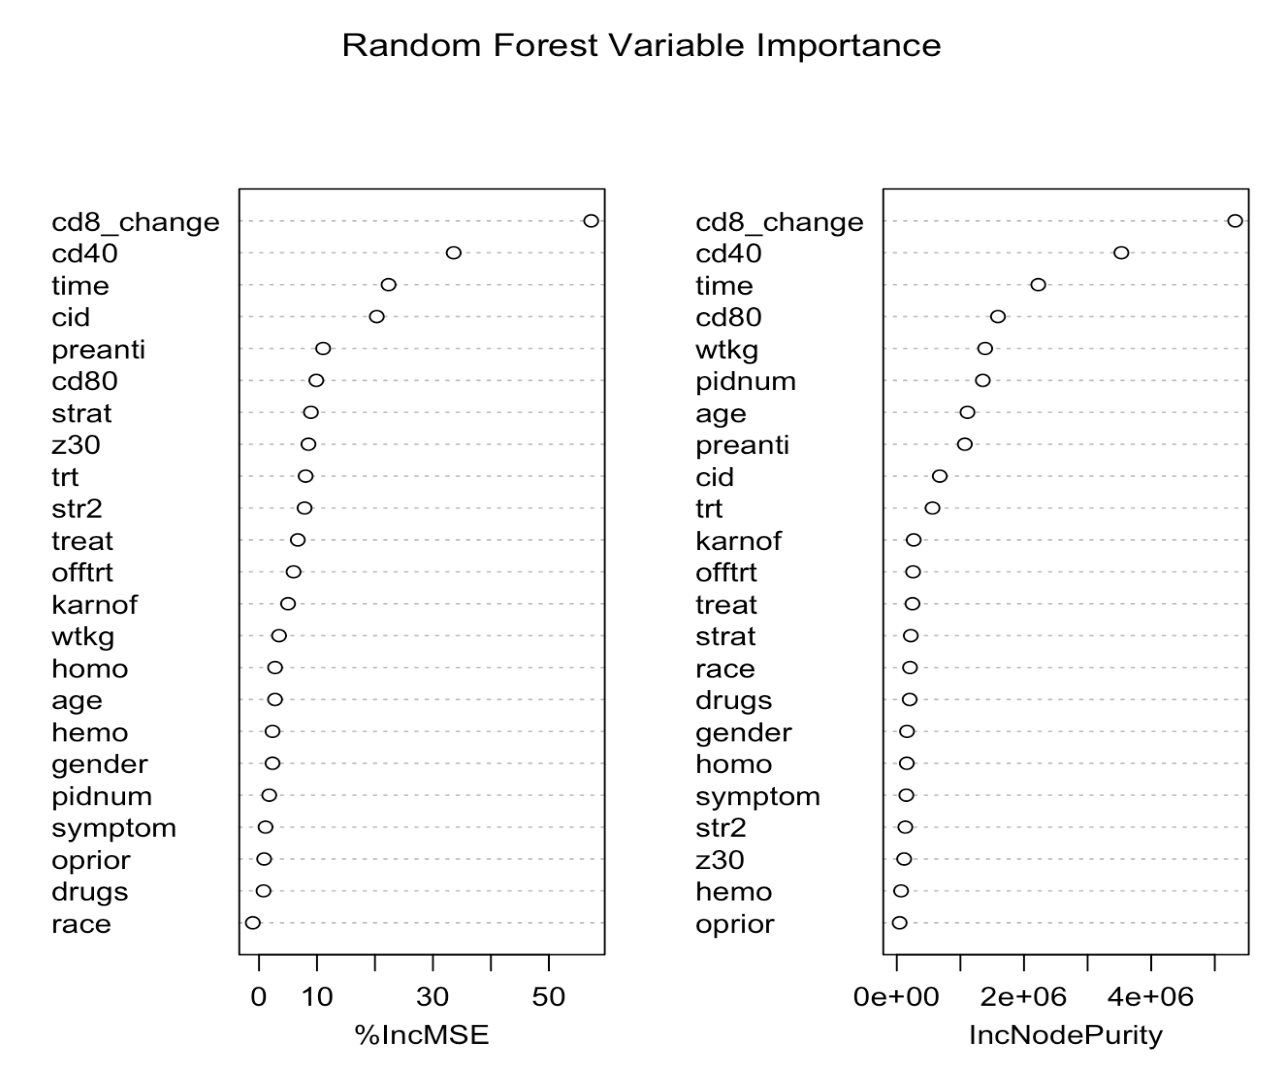 Random Forest Variable Importance
cd8_change
cd40
time
cid
preanti
cd80
strat
z30
trt
str2
treat
offtrt
karnof
wtkg
homo
age
hemo
gender
pidnum
symptom
oprior
drugs
race
0 10 30 50
%IncMSE
cd8_change
cd40
time
cd80
wtkg
pidnum
age
preanti
cid
trt
karnof
offtrt
treat
strat
race
drugs
gender
homo
symptom
str2
z30
hemo
oprior
0e+00 2e+06 4e+06
IncNodePurity